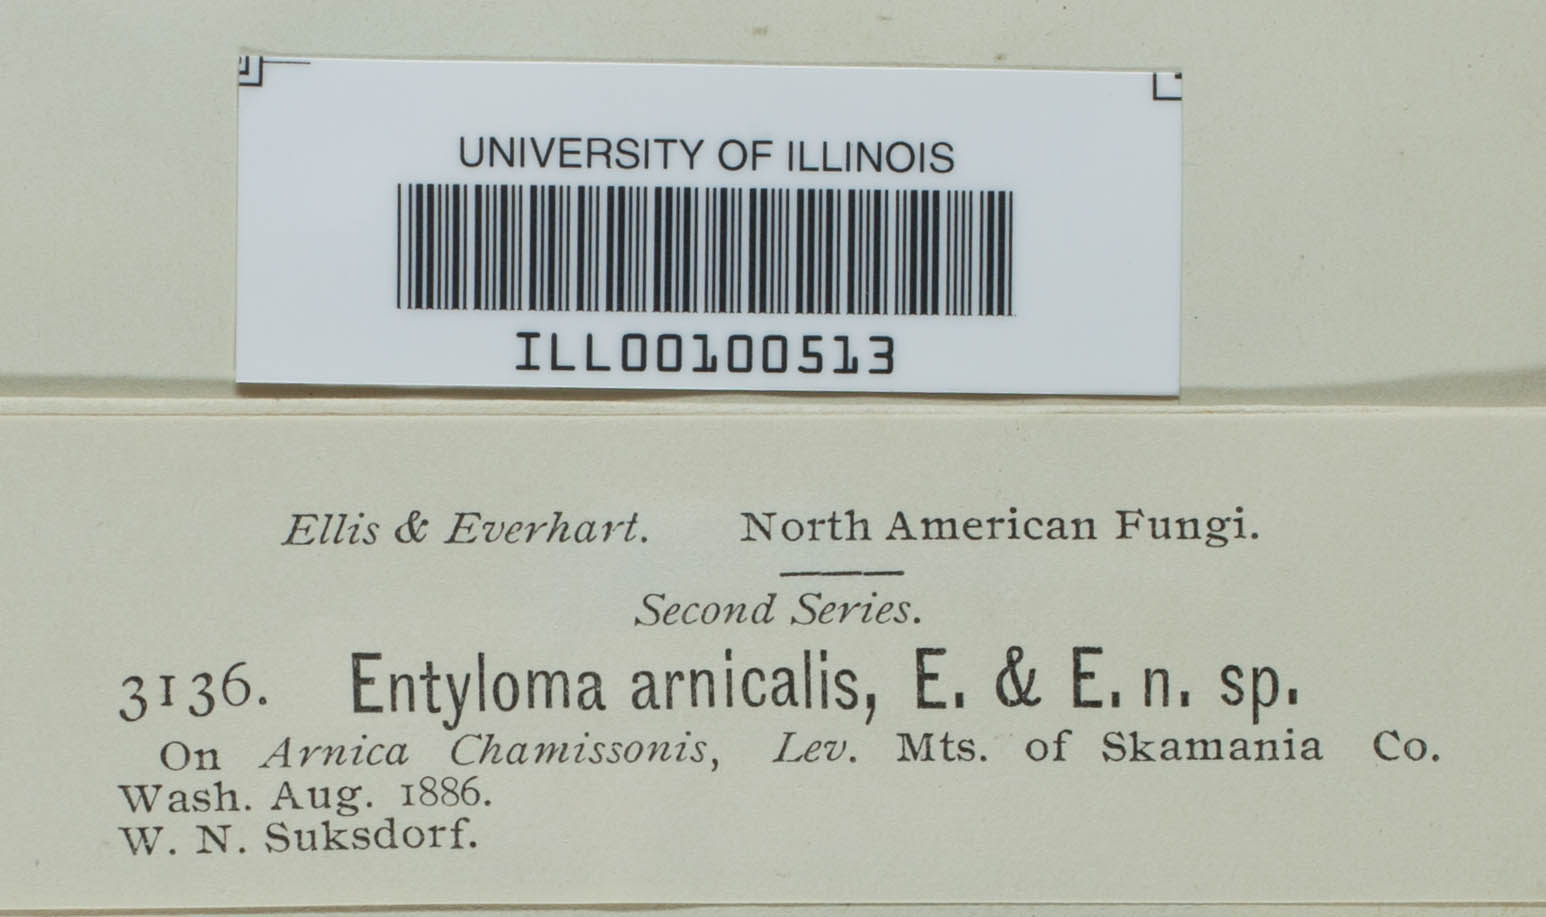 UNIVERSITY OF ILLINOIS
ILL00100513
Ellis & Everhart. North American Fungi.
Second Series.
3136. Entyloma arnicalis, E. & E. n. sp.
On Arnica Chamissonis, Lev. Mts. of Skamania Co.
Wash. Aug. 1886.
W. N. Suksdorf.